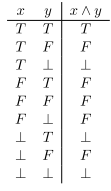 x y x ∧ y
T T T
T F F
T ⊥ ⊥
F T F
F F F
F ⊥ F
⊥ T ⊥
⊥ F F
⊥ ⊥ ⊥